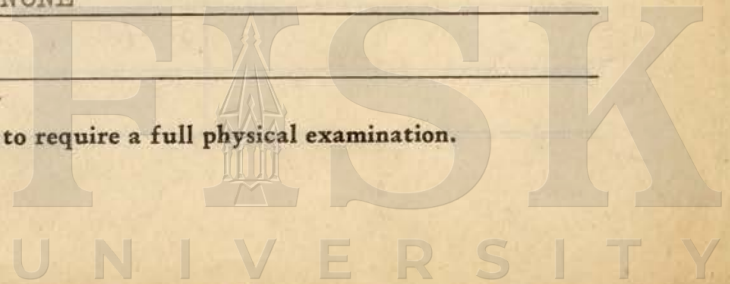 NONE
to require a full physical examination.
FISK
UNIVERSITY